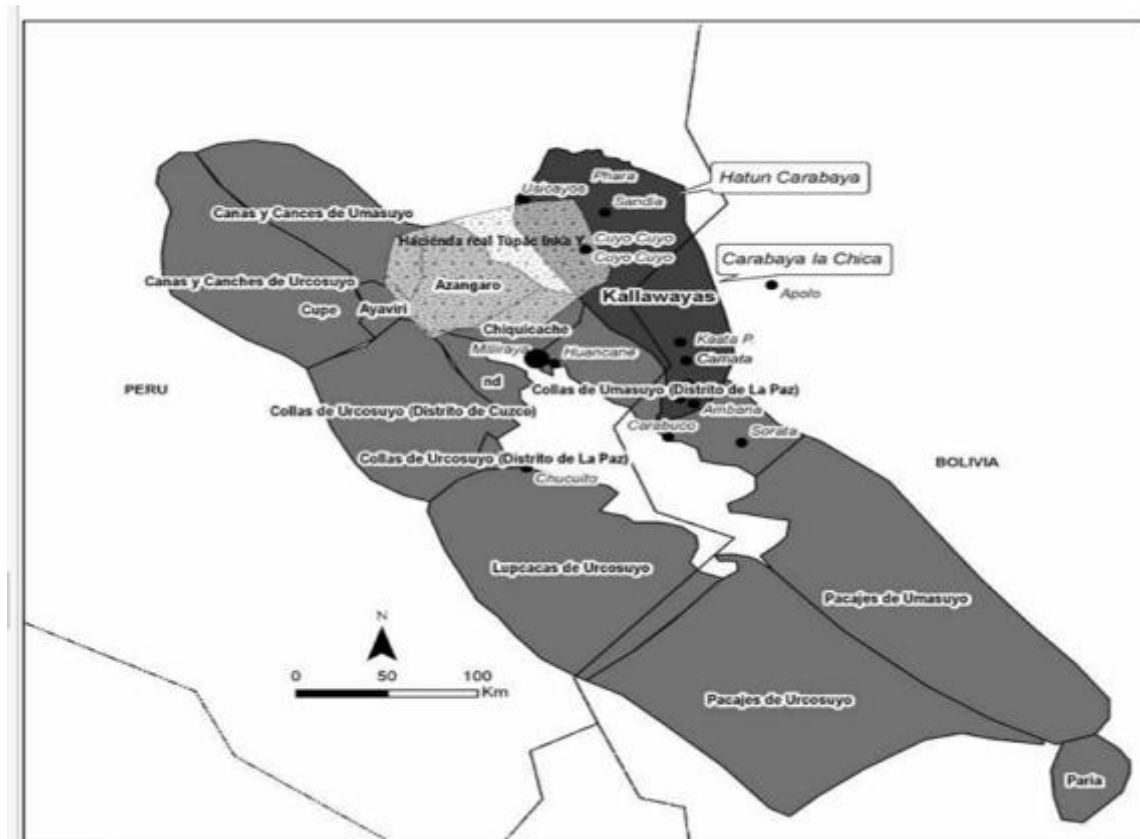 Phara
Hatun Carabaya
Usicayos
Sandia
Canas y Cances de Umasuyo
Hacienda real Tupac Inka Y
Cuyo Cuyo
Cuyo Cuyo
Carabaya la Chica
Canas y Canches de Urcosuyo
Azangaro
Apolo
Kallawayas
Cupe
Ayaviri
Chiquicache
Kaata P.
Miliraya
Huancane
Camata
PERU
nd
Collas de Umasuyo (Distrito de La Paz)
Ambana
Collas de Urcosuyo (Distrito de Cuzco)
Carabuco
Sorata
Collas de Urcosuyo (Distrito de La Paz)
BOLIVIA
Chucuito
Lupcacas de Urcosuyo
Pacajes de Umasuyo
N
0 50 100
Km
Pacajes de Urcosuyo
Paria